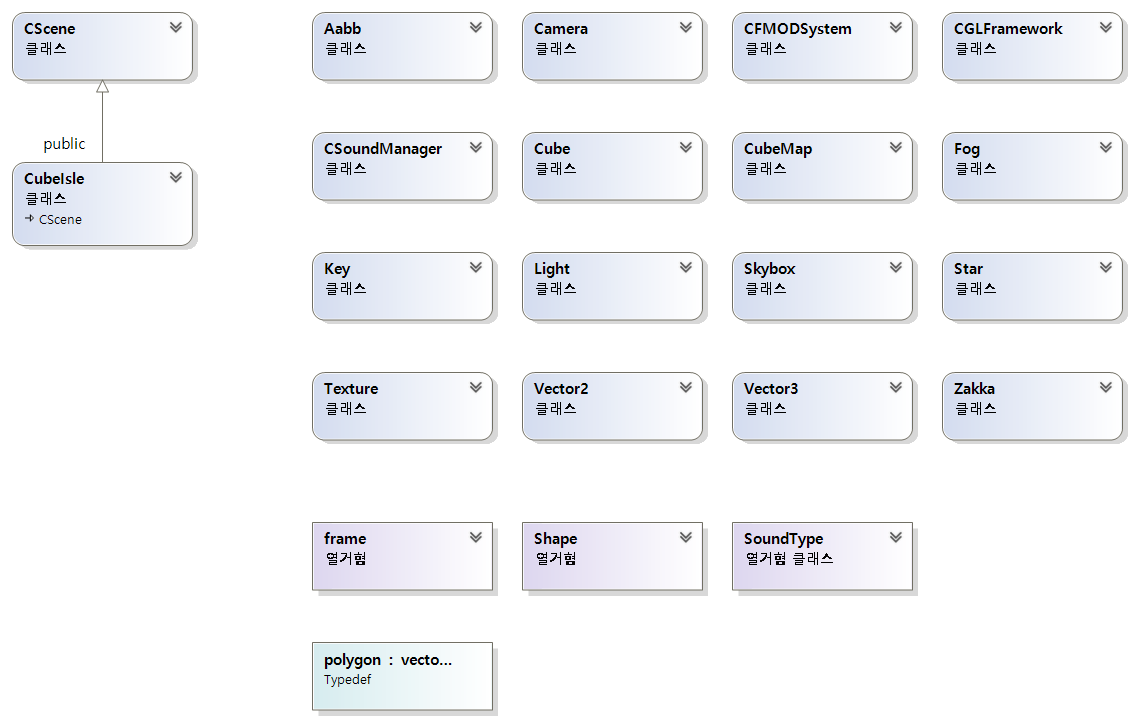 CScene
클래스
Aabb
클래스
Camera
클래스
CFMODSystem
클래스
CGLFramework
클래스
public
CubeIsle
클래스
CScene
CSoundManager
클래스
Cube
클래스
CubeMap
클래스
Fog
클래스
Key
클래스
Light
클래스
Skybox
클래스
Star
클래스
Texture
클래스
Vector2
클래스
Vector3
클래스
Zakka
클래스
frame
열거형
Shape
열거형
SoundType
열거형 클래스
polygon : vecto...
Typedef